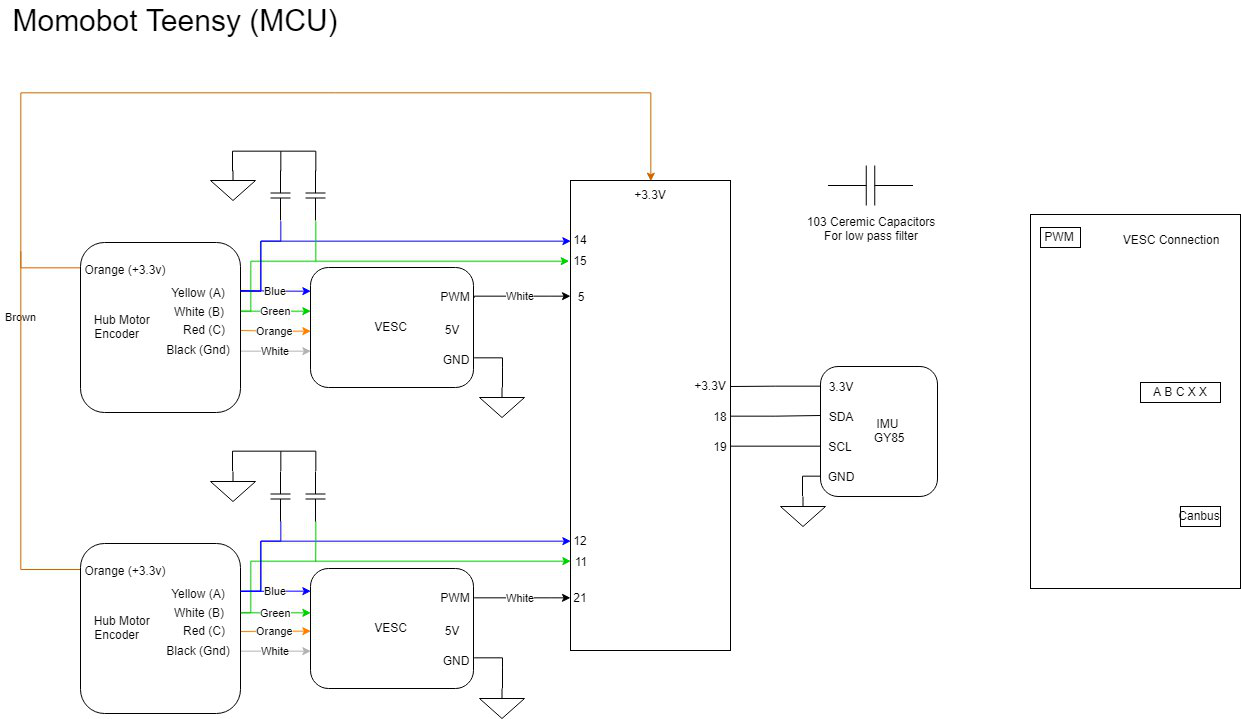 Momobot Teensy (MCU)
+3.3V
103 Ceremic Capacitors
For low pass filter
PWM
VESC Connection
14
15
Orange (+3.3v)
Yellow (A)
White (B)
Red (C)
Black (Gnd)
Hub Motor
Encoder
Blue
Green
Orange
White
PWM
VESC
5V
GND
White
5
Brown
+3.3V
18
19
3.3V
SDA
SCL
GND
IMU
GY85
A B C X X
Canbus
12
11
Orange (+3.3v)
Yellow (A)
White (B)
Red (C)
Black (Gnd)
Hub Motor
Encoder
Blue
Green
Orange
White
PWM
VESC
5V
GND
White
21